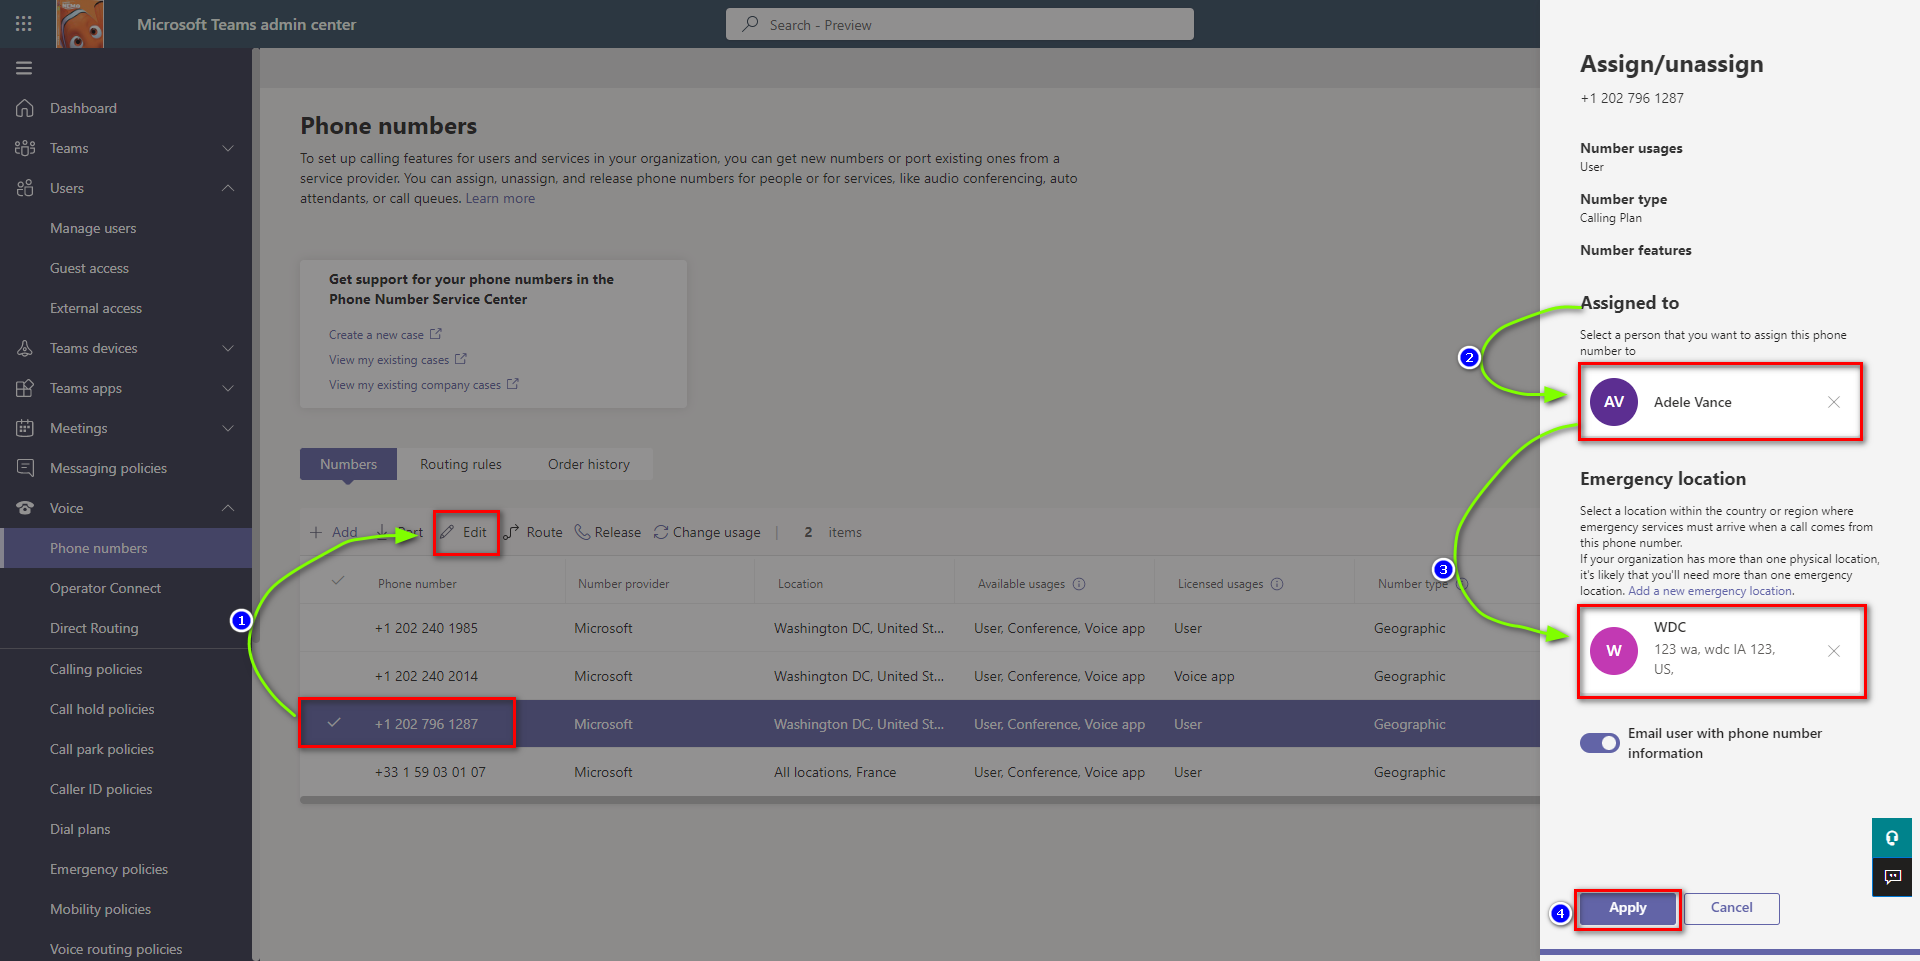 Microsoft Teams admin center
Search - Preview
Dashboard
Teams
Users
Manage users
Guest access
External access
Teams devices
Teams apps
Meetings
Messaging policies
Voice
Phone numbers
Operator Connect
Direct Routing
Calling policies
Call hold policies
Call park policies
Caller ID policies
Dial plans
Emergency policies
Mobility policies
Voice routing policies
Phone numbers
To set up calling features for users and services in your organization, you can get new numbers or port existing ones from a
service provider. You can assign, unassign, and release phone numbers for people or for services, like audio conferencing, auto
attendants, or call queues. Learn more
Get support for your phone numbers in the
Phone Number Service Center
Create a new case
View my existing cases
View my existing company cases
Numbers Routing rules Order history
Add Edit Route Release Change usage | 2 items
Phone number Number provider Location Available usages Licensed usages Number type
+1 202 240 1985 Microsoft Washington DC, United St... User, Conference, Voice app User Geographic
+1 202 240 2014 Microsoft Washington DC, United St... User, Conference, Voice app Voice app Geographic
+1 202 796 1287 Microsoft Washington DC, United St... User, Conference, Voice app User Geographic
+33 1 59 03 01 07 Microsoft All locations, France User, Conference, Voice app User Geographic
1
2
3
4
Assign/unassign
+1 202 796 1287
Number usages
User
Number type
Calling Plan
Number features
Assigned to
Select a person that you want to assign this phone
number to
AV Adele Vance
Emergency location
Select a location within the country or region where
emergency services must arrive when a call comes from
this phone number.
If your organization has more than one physical location,
it's likely that you'll need more than one emergency
location. Add a new emergency location.
WDC
W 123 wa, wdc IA 123,
US,
Email user with phone number
information
Apply Cancel